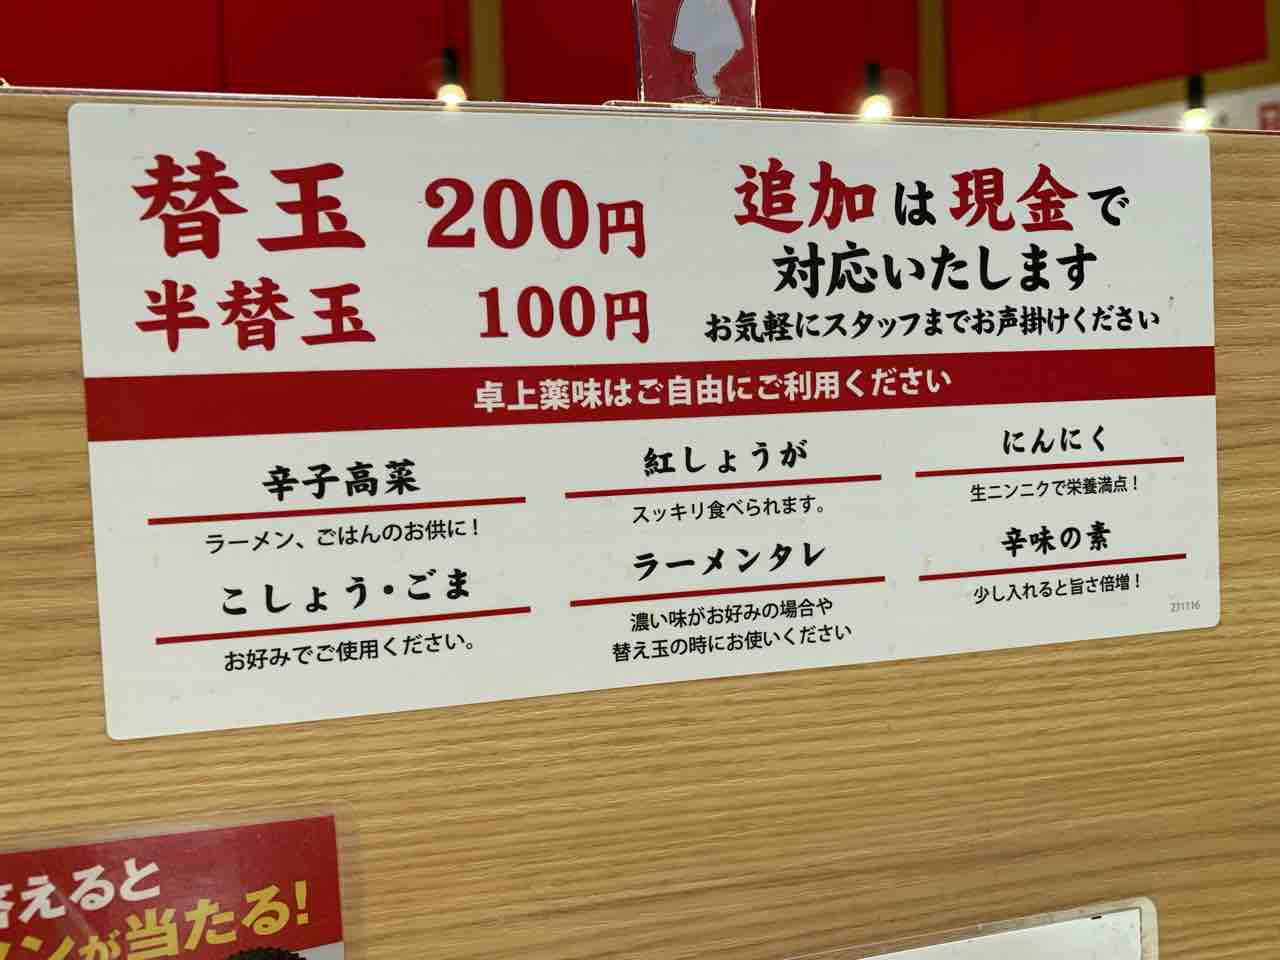 替玉 200円
半替玉 100円
追加は現金で
対応いたします
お気軽にスタッフまでお声掛けください
卓上薬味はご自由にご利用ください
辛子高菜
ラーメン、ごはんのお供に！
紅しょうが
スッキリ食べられます。
にんにく
生ニンニクで栄養満点！
こしょう・ごま
お好みでご使用ください。
ラーメンタレ
濃い味がお好みの場合や
替え玉の時にお使いください
辛味の素
少し入れると旨さ倍増！
231116
答えると
メンが当たる！